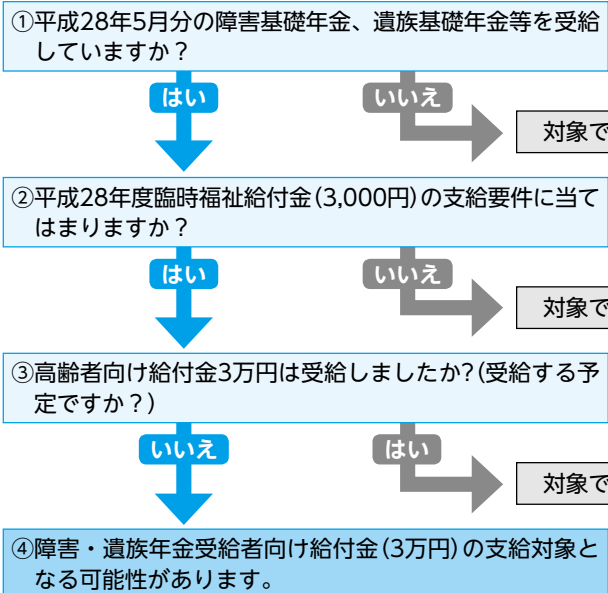 ①平成28年5月分の障害基礎年金、遺族基礎年金等を受給
していますか？
はい
いいえ
対象で
②平成28年度臨時福祉給付金(3,000円)の支給要件に当て
はまりますか？
はい
いいえ
対象で
③高齢者向け給付金3万円は受給しましたか?(受給する予
定ですか？)
いいえ
はい
対象で
④障害・遺族年金受給者向け給付金(3万円)の支給対象と
なる可能性があります。